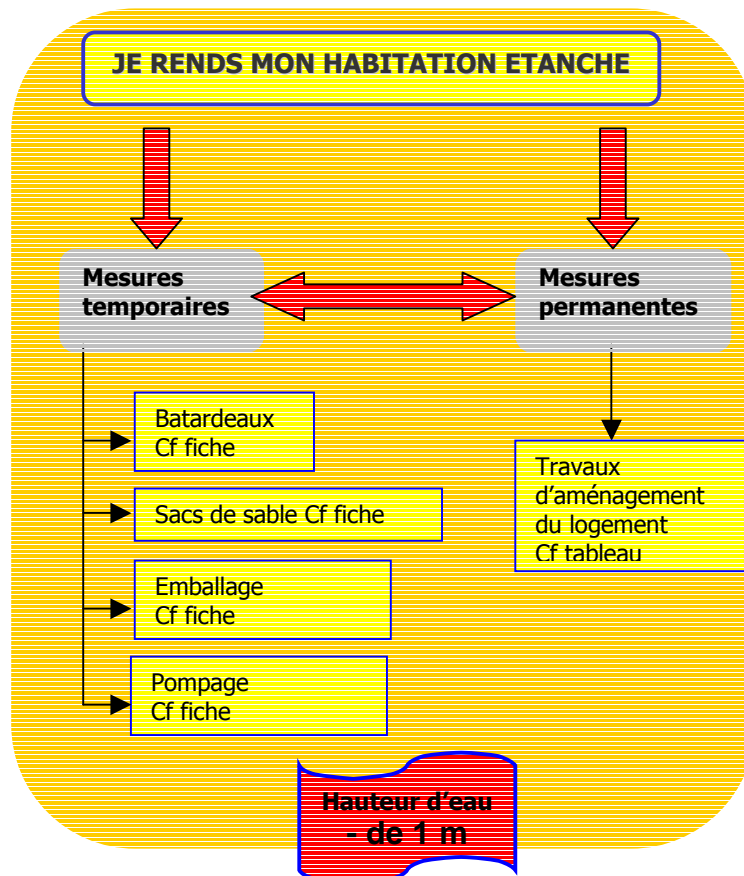 JE RENDS MON HABITATION ETANCHE
Mesures
temporaires
Mesures
permanentes
Batardeaux
Cf fiche
Sacs de sable Cf fiche
Emballage
Cf fiche
Pompage
Cf fiche
Travaux
d'aménagement
du logement
Cf tableau
Hauteur d'eau
- de 1 m